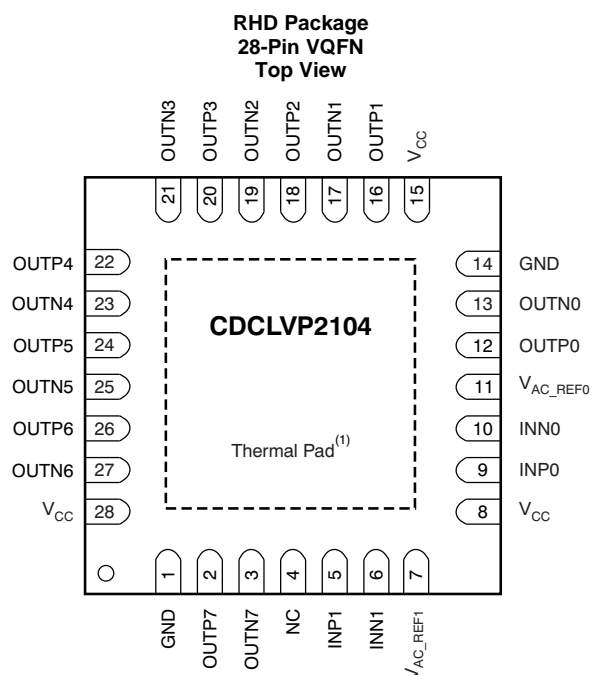 RHD Package
28-Pin VQFN
Top View
OUTN3
OUTP3
OUTN2
OUTP2
OUTN1
OUTP1
VCC
21
20
19
18
17
16
15
OUTP4 22
OUTN4 23
OUTP5 24
OUTN5 25
OUTP6 26
OUTN6 27
VCC 28
CDCLVP2104
Thermal Pad(1)
14 GND
13 OUTN0
12 OUTP0
11 VAC_REF0
10 INN0
9 INP0
8 VCC
1
2
3
4
5
6
7
GND
OUTP7
OUTN7
NC
INP1
INN1
VAC_REF1